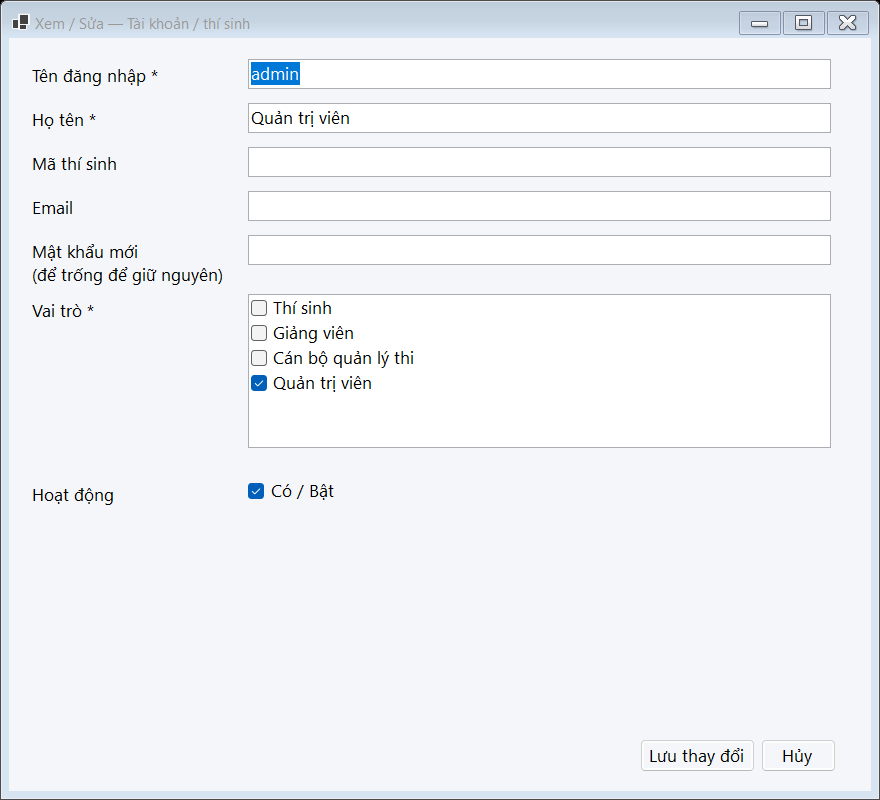 Xem / Sửa — Tài khoản / thí sinh
Tên đăng nhập * admin
Họ tên * Quản trị viên
Mã thí sinh
Email
Mật khẩu mới
(để trống để giữ nguyên)
Vai trò * Thí sinh
Giảng viên
Cán bộ quản lý thi
Quản trị viên
Hoạt động Có / Bật
Lưu thay đổi Hủy